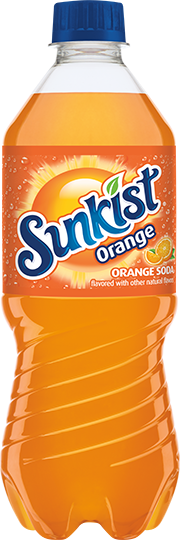 Sunkist
Orange
ORANGE SODA
flavored with other natural flavors